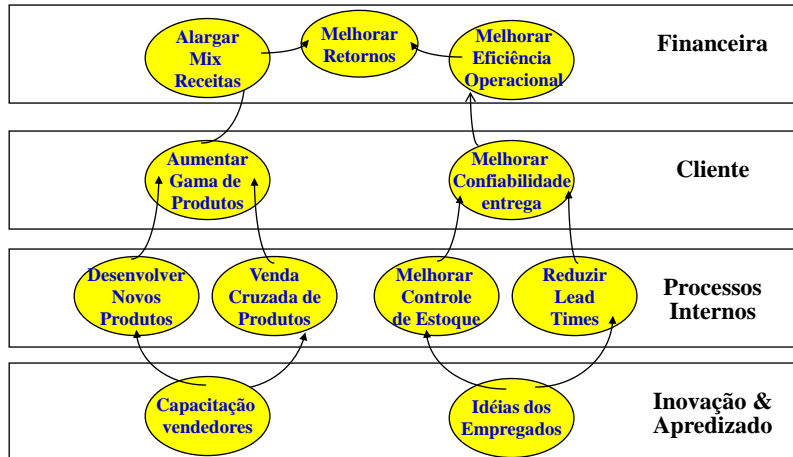 Alargar
Mix
Receitas
Melhorar
Retornos
Melhorar
Eficiência
Operacional
Financeira
Aumentar
Gama de
Produtos
Melhorar
Confiabilidade
entrega
Cliente
Desenvolver
Novos
Produtos
Venda
Cruzada de
Produtos
Melhorar
Controle
de Estoque
Reduzir
Lead
Times
Processos
Internos
Capacitação
vendedores
Idéias dos
Empregados
Inovação &
Apredizado